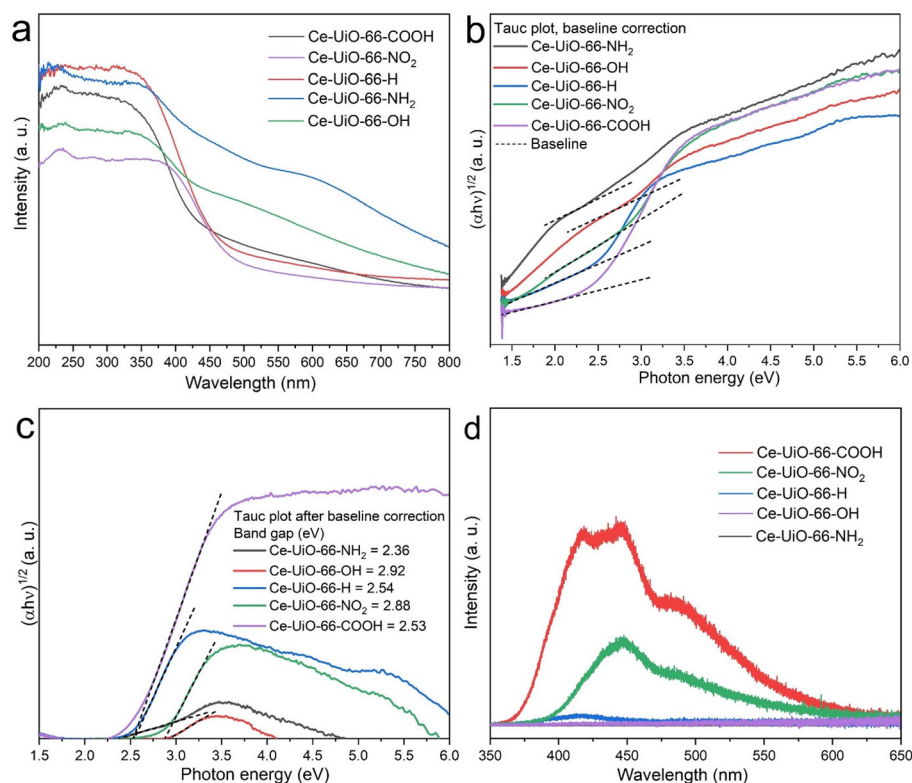 a
Ce-UiO-66-COOH
Ce-UiO-66-NO2
Ce-UiO-66-H
Ce-UiO-66-NH2
Ce-UiO-66-OH
Intensity (a. u.)
200 250 300 350 400 450 500 550 600 650 700 750 800
Wavelength (nm)
b
Tauc plot, baseline correction
Ce-UiO-66-NH2
Ce-UiO-66-OH
Ce-UiO-66-H
Ce-UiO-66-NO2
Ce-UiO-66-COOH
Baseline
(αhν)1/2 (a. u.)
1.5 2.0 2.5 3.0 3.5 4.0 4.5 5.0 5.5 6.0
Photon energy (eV)
c
Tauc plot after baseline correction
Band gap (eV)
Ce-UiO-66-NH2 = 2.36
Ce-UiO-66-OH = 2.92
Ce-UiO-66-H = 2.54
Ce-UiO-66-NO2 = 2.88
Ce-UiO-66-COOH = 2.53
(αhν)1/2 (a. u.)
1.5 2.0 2.5 3.0 3.5 4.0 4.5 5.0 5.5 6.0
Photon energy (eV)
d
Ce-UiO-66-COOH
Ce-UiO-66-NO2
Ce-UiO-66-H
Ce-UiO-66-OH
Ce-UiO-66-NH2
Intensity (a. u.)
350 400 450 500 550 600 650
Wavelength (nm)